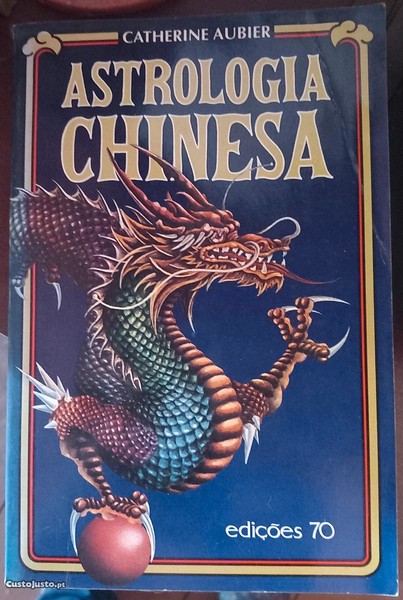 CATHERINE AUBIER
ASTROLOGIA
CHINESA
edições 70
CustoJusto.pt